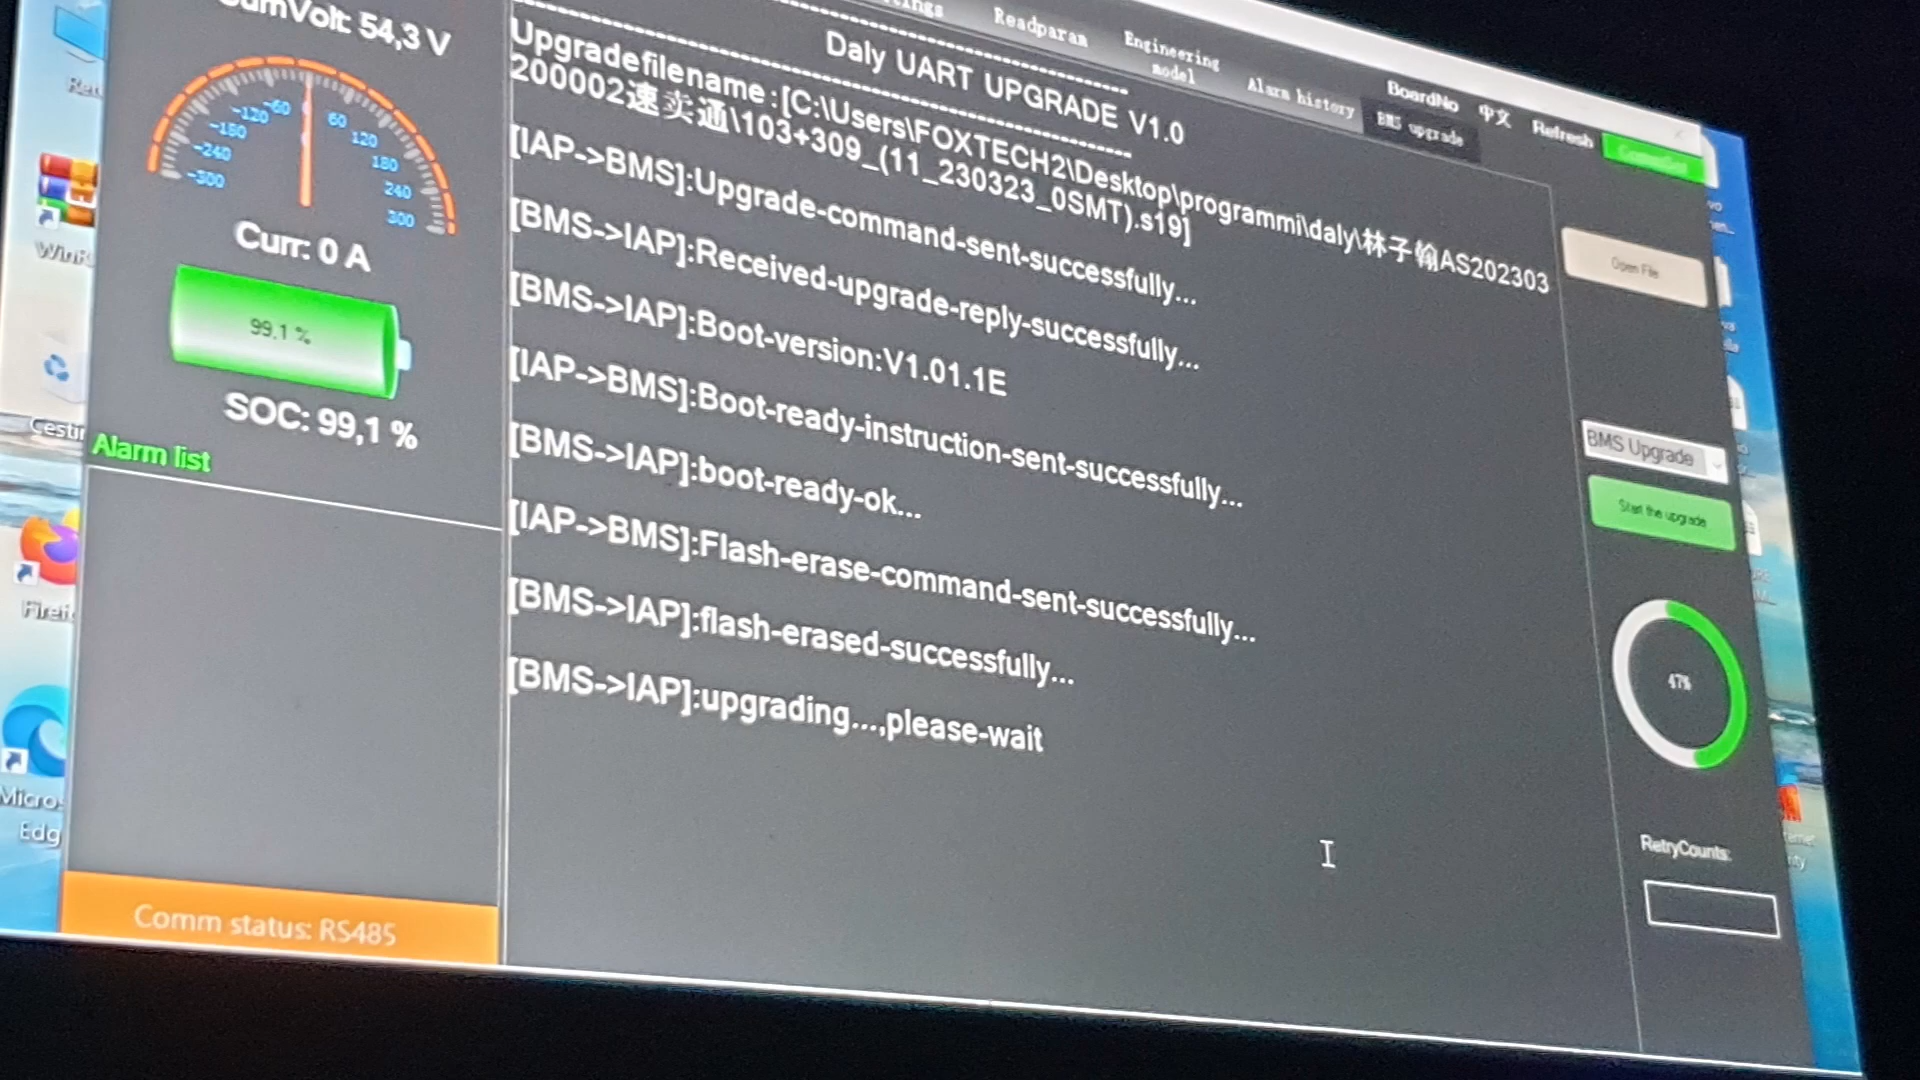 SumVolt: 54,3 V
-300
-240
-180
-120
-60
60
120
180
240
300
Curr: 0 A
99.1 %
SOC: 99,1 %
Alarm list
Comm status: RS485
Readparam
Engineering
model
Alarm history
BMS upgrade
BoardNo
中文
Refresh
Daly UART UPGRADE V1.0
Upgradefilename:[C:\Users\FOXTECH2\Desktop\programmi\daly\林子翰AS202303
200002速卖通\103+309_(11_230323_0SMT).s19]
[IAP->BMS]:Upgrade-command-sent-successfully...
[BMS->IAP]:Received-upgrade-reply-successfully...
[BMS->IAP]:Boot-version:V1.01.1E
[IAP->BMS]:Boot-ready-instruction-sent-successfully...
[BMS->IAP]:boot-ready-ok...
[IAP->BMS]:Flash-erase-command-sent-successfully...
[BMS->IAP]:flash-erased-successfully...
[BMS->IAP]:upgrading...,please-wait
Open File
BMS Upgrade
Start the upgrade
47%
RetryCounts:
WinR
Cestin
Firefo
Micros
Edg